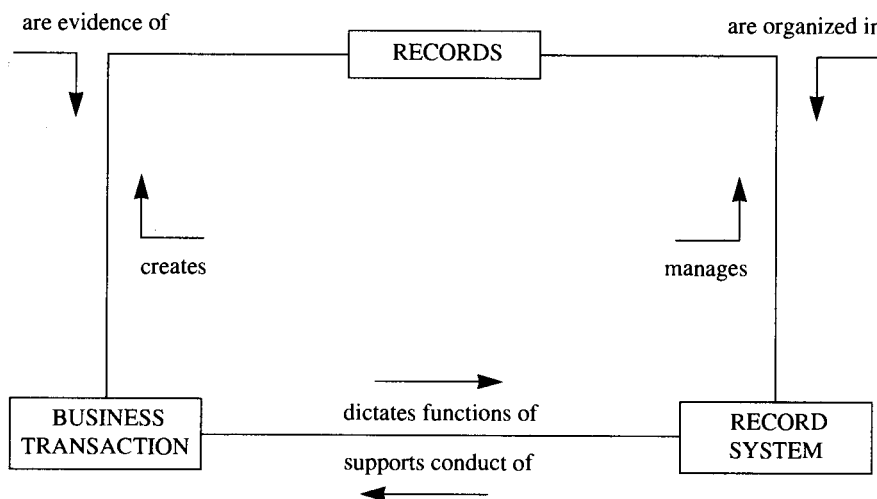 are evidence of
RECORDS
are organized in
creates
manages
BUSINESS
TRANSACTION
dictates functions of
supports conduct of
RECORD
SYSTEM